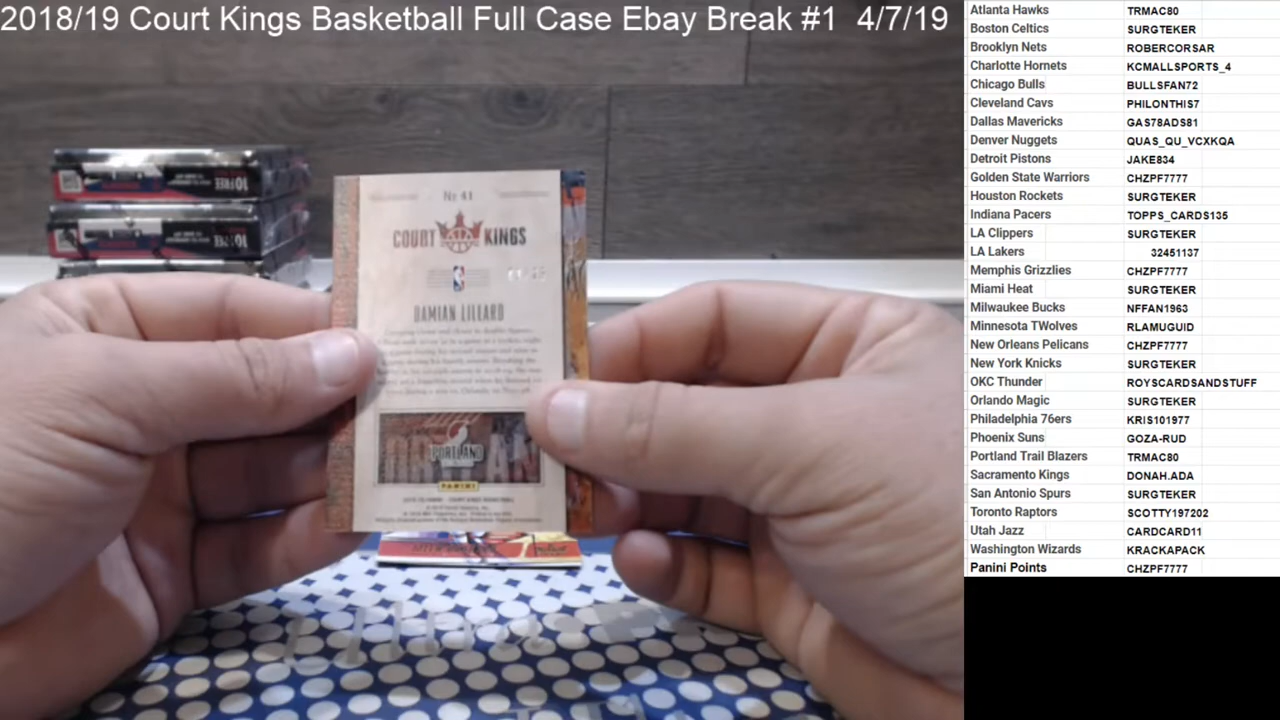 2018/19 Court Kings Basketball Full Case Ebay Break #1 4/7/19
Atlanta Hawks TRMAC80
Boston Celtics SURGTEKER
Brooklyn Nets ROBERCORSAR
Charlotte Hornets KCMALLSPORTS_4
Chicago Bulls BULLSFAN72
Cleveland Cavs PHILONTHIS7
Dallas Mavericks GAS78ADS81
Denver Nuggets QUAS_QU_VCXKQA
Detroit Pistons JAKE834
Golden State Warriors CHZPF7777
Houston Rockets SURGTEKER
Indiana Pacers TOPPS_CARDS135
LA Clippers SURGTEKER
LA Lakers 32451137
Memphis Grizzlies CHZPF7777
Miami Heat SURGTEKER
Milwaukee Bucks NFFAN1963
Minnesota TWolves RLAMUGUID
New Orleans Pelicans CHZPF7777
New York Knicks SURGTEKER
OKC Thunder ROYSCARDSANDSTUFF
Orlando Magic SURGTEKER
Philadelphia 76ers KRIS101977
Phoenix Suns GOZA-RUD
Portland Trail Blazers TRMAC80
Sacramento Kings DONAH.ADA
San Antonio Spurs SURGTEKER
Toronto Raptors SCOTTY197202
Utah Jazz CARDCARD11
Washington Wizards KRACKAPACK
Panini Points CHZPF7777
No 41
COURT KINGS
DAMIAN LILLARD
PORTLAND
PANINI